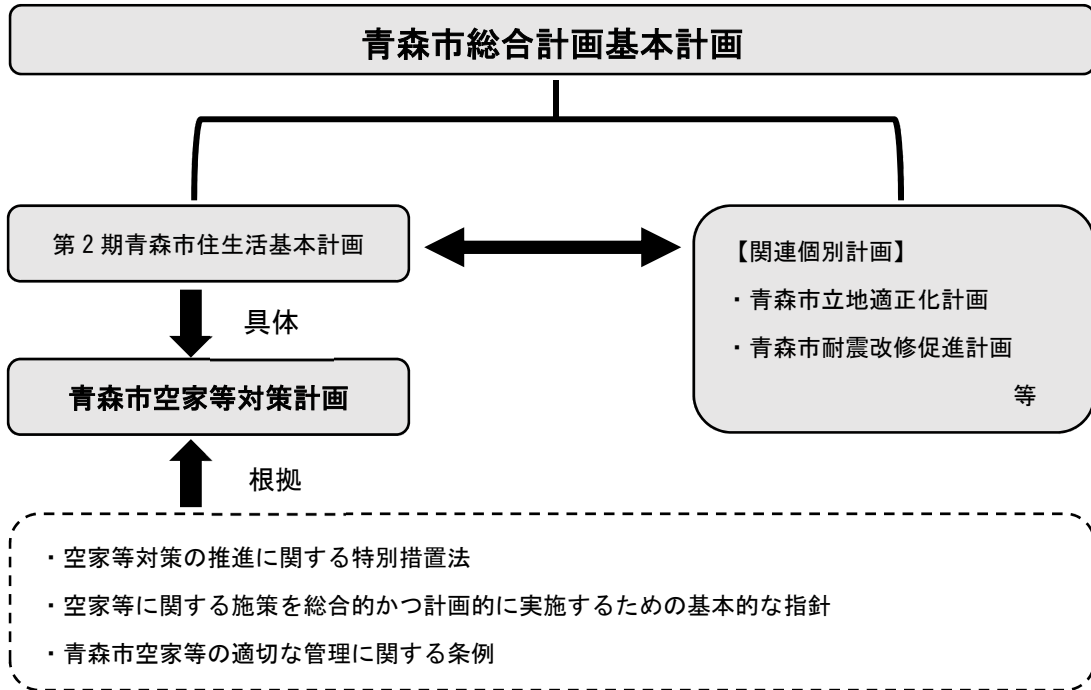 青森市総合計画基本計画
第2期青森市住生活基本計画
【関連個別計画】
・青森市立地適正化計画
・青森市耐震改修促進計画
等
具体
青森市空家等対策計画
根拠
・空家等対策の推進に関する特別措置法
・空家等に関する施策を総合的かつ計画的に実施するための基本的な指針
・青森市空家等の適切な管理に関する条例